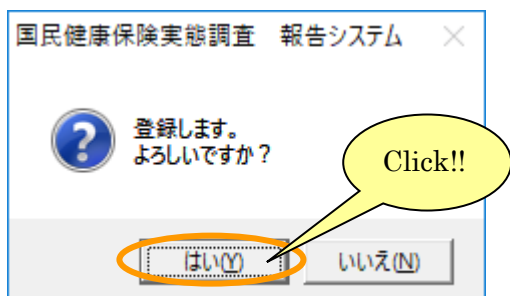 国民健康保険実態調査　報告システム
登録します。
よろしいですか？
Click!!
はい(Y)
いいえ(N)